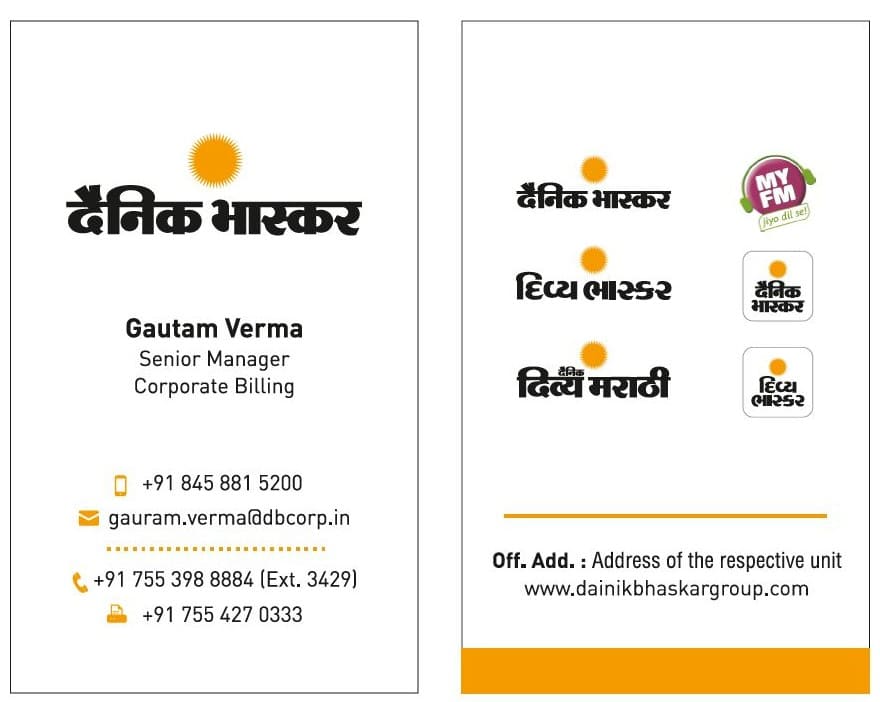 दैनिक भास्कर
Gautam Verma
Senior Manager
Corporate Billing
+91 845 881 5200
gauram.verma@dbcorp.in
+91 755 398 8884 (Ext. 3429)
+91 755 427 0333
दैनिक भास्कर
MY
FM
jiyo dil se!
દિવ્ય ભાસ્કર
दैनिक
भास्कर
दैनिक
दिव्य मराठी
દિવ્ય
ભાસ્કર
Off. Add. : Address of the respective unit
www.dainikbhaskargroup.com